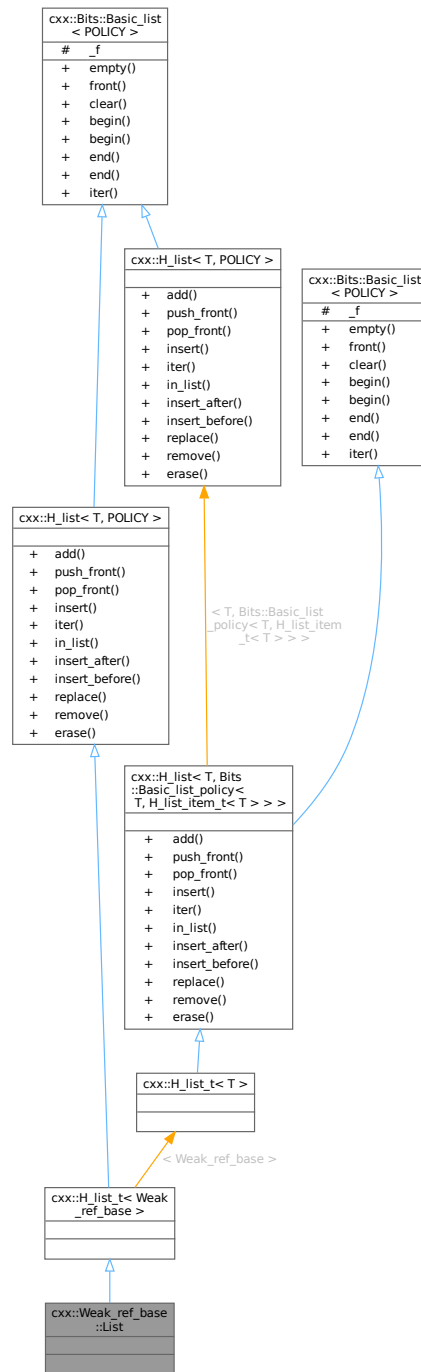 cxx::Bits::Basic_list
< POLICY >
# _f
+ empty()
+ front()
+ clear()
+ begin()
+ begin()
+ end()
+ end()
+ iter()
cxx::H_list< T, POLICY >
+ add()
+ push_front()
+ pop_front()
+ insert()
+ iter()
+ in_list()
+ insert_after()
+ insert_before()
+ replace()
+ remove()
+ erase()
cxx::Bits::Basic_list
< POLICY >
# _f
+ empty()
+ front()
+ clear()
+ begin()
+ begin()
+ end()
+ end()
+ iter()
cxx::H_list< T, POLICY >
+ add()
+ push_front()
+ pop_front()
+ insert()
+ iter()
+ in_list()
+ insert_after()
+ insert_before()
+ replace()
+ remove()
+ erase()
< T, Bits::Basic_list
_policy< T, H_list_item
_t< T > > >
cxx::H_list< T, Bits
::Basic_list_policy<
T, H_list_item_t< T > > >
+ add()
+ push_front()
+ pop_front()
+ insert()
+ iter()
+ in_list()
+ insert_after()
+ insert_before()
+ replace()
+ remove()
+ erase()
cxx::H_list_t< T >
< Weak_ref_base >
cxx::H_list_t< Weak
_ref_base >
cxx::Weak_ref_base
::List